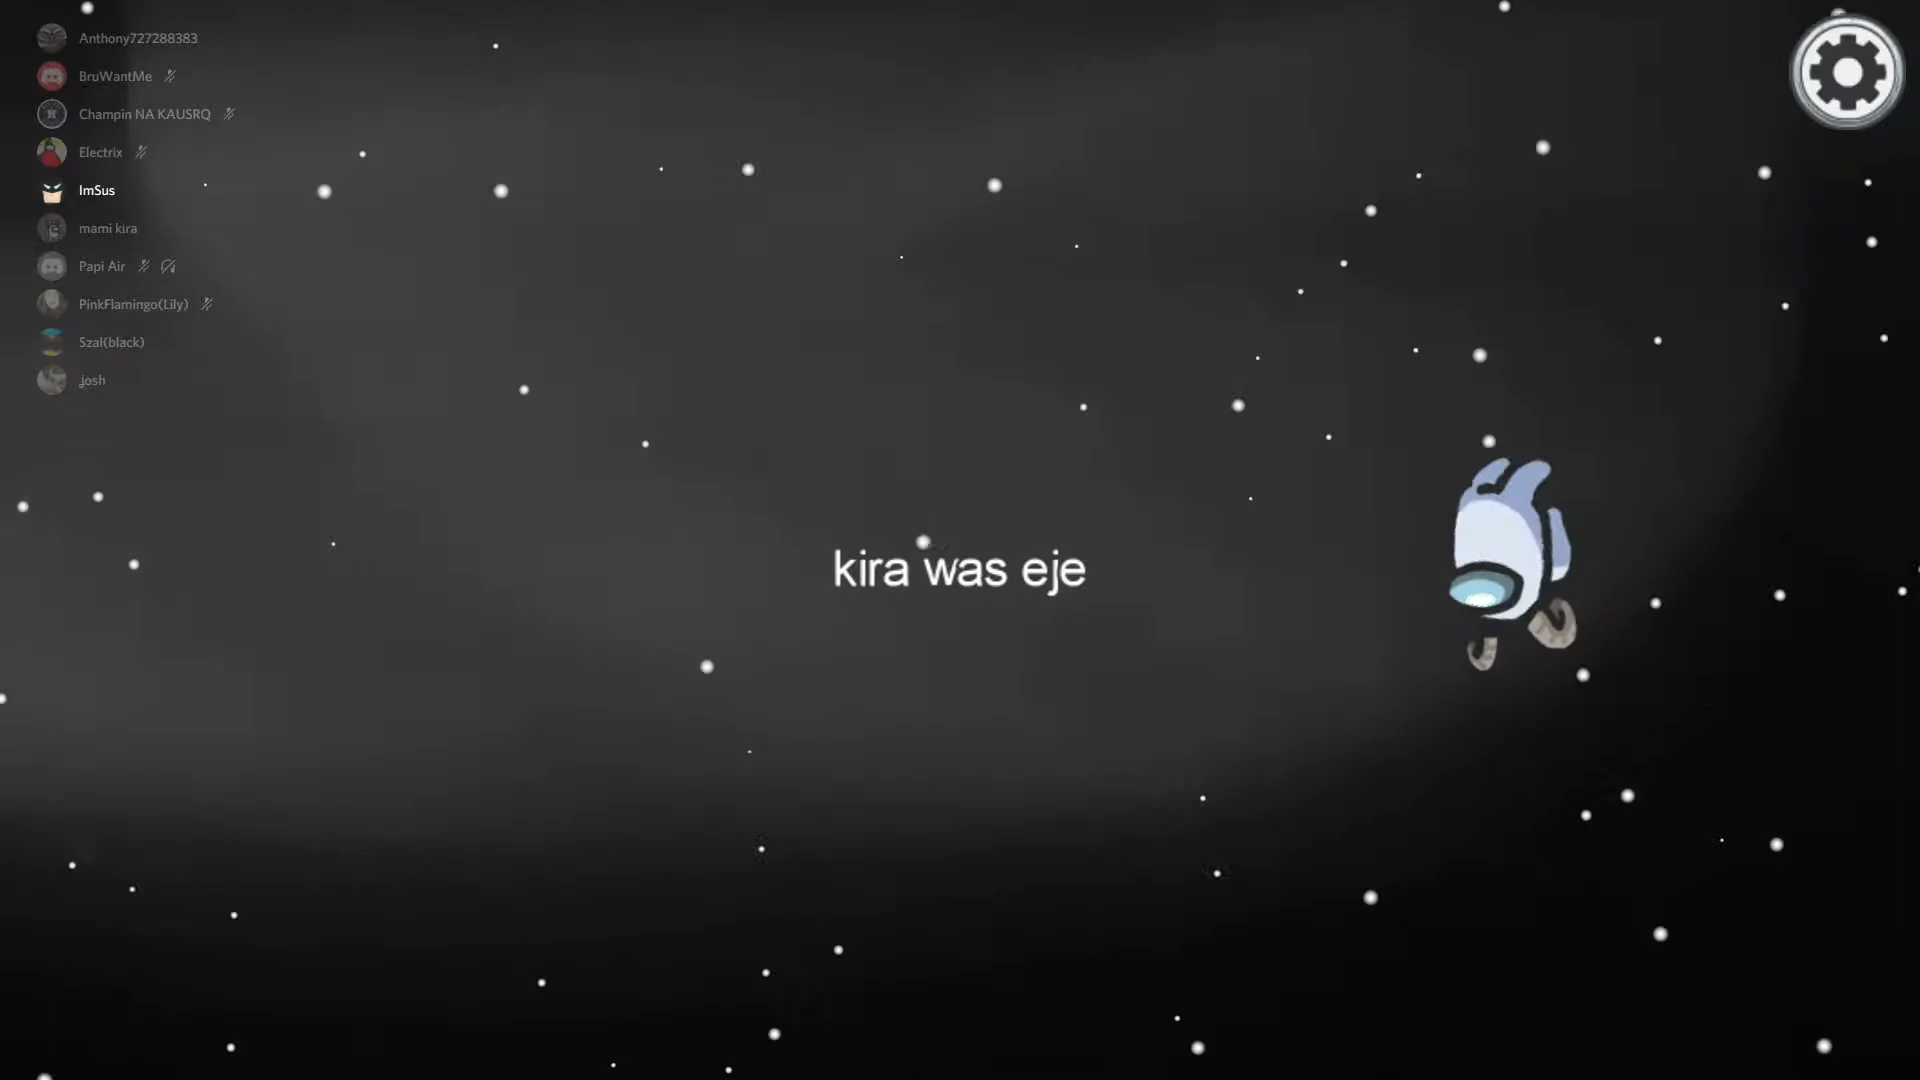 Anthony727288383
BruWantMe
Champin NA KAUSRQ
Electrix
ImSus
mami kira
Papi Air
PinkFlamingo(Lily)
Szal(black)
josh
kira was eje